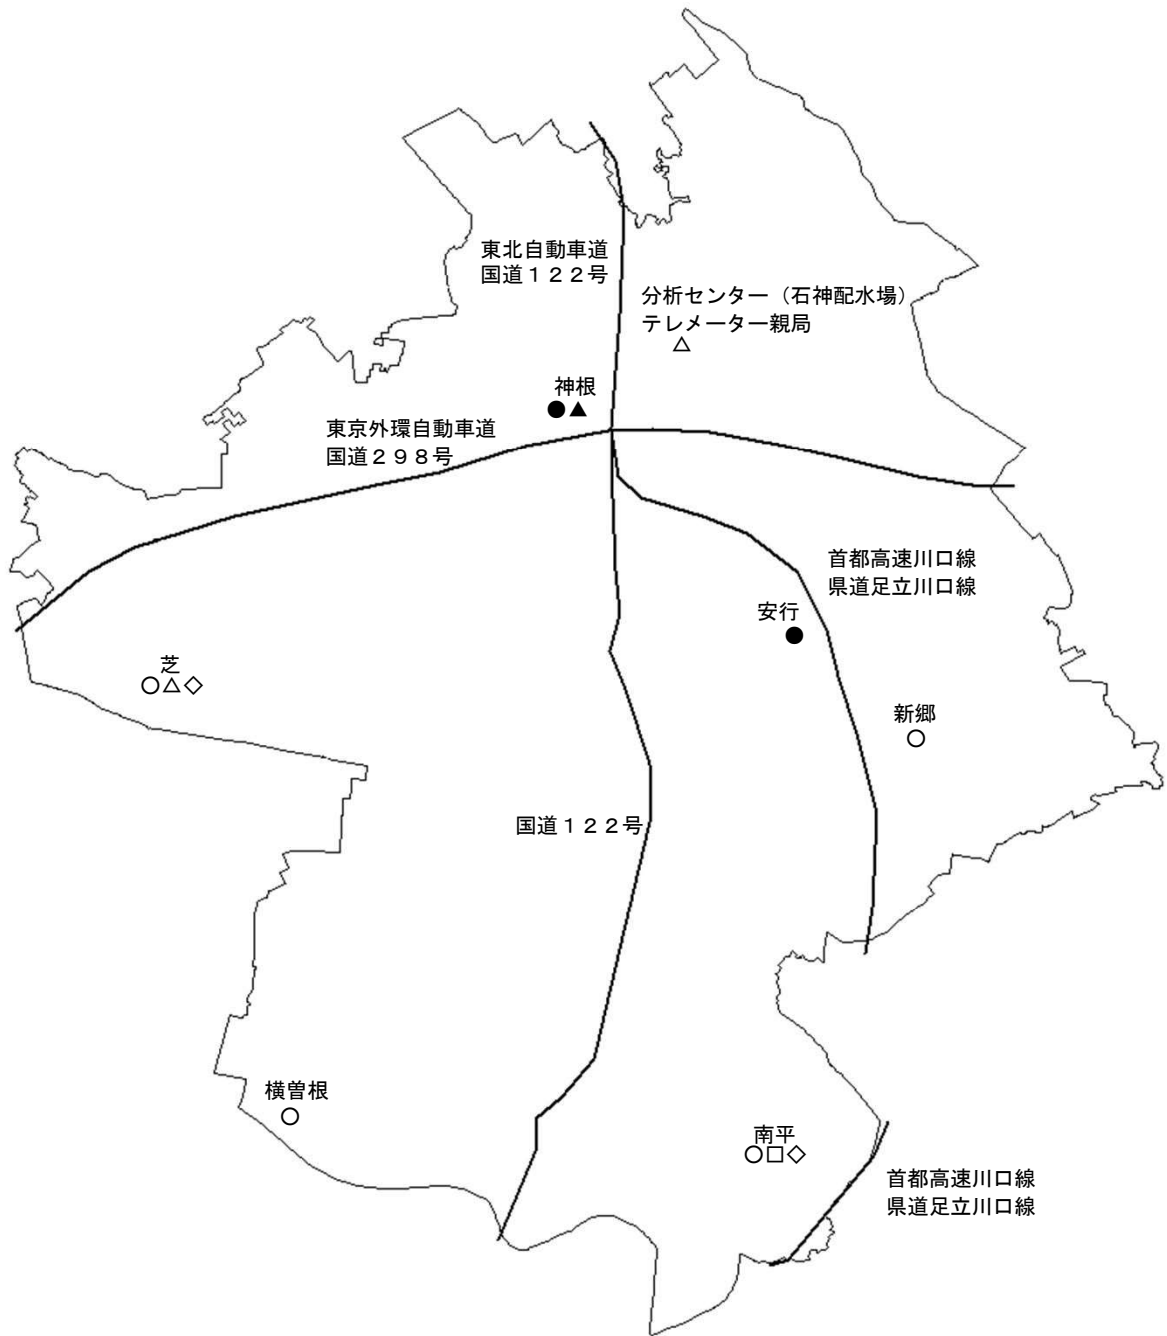 東北自動車道
国道１２２号
分析センター（石神配水場）
テレメーター親局
△
神根
●▲
東京外環自動車道
国道２９８号
首都高速川口線
県道足立川口線
安行
●
芝
○△◇
新郷
○
国道１２２号
横曽根
○
南平
○□◇
首都高速川口線
県道足立川口線